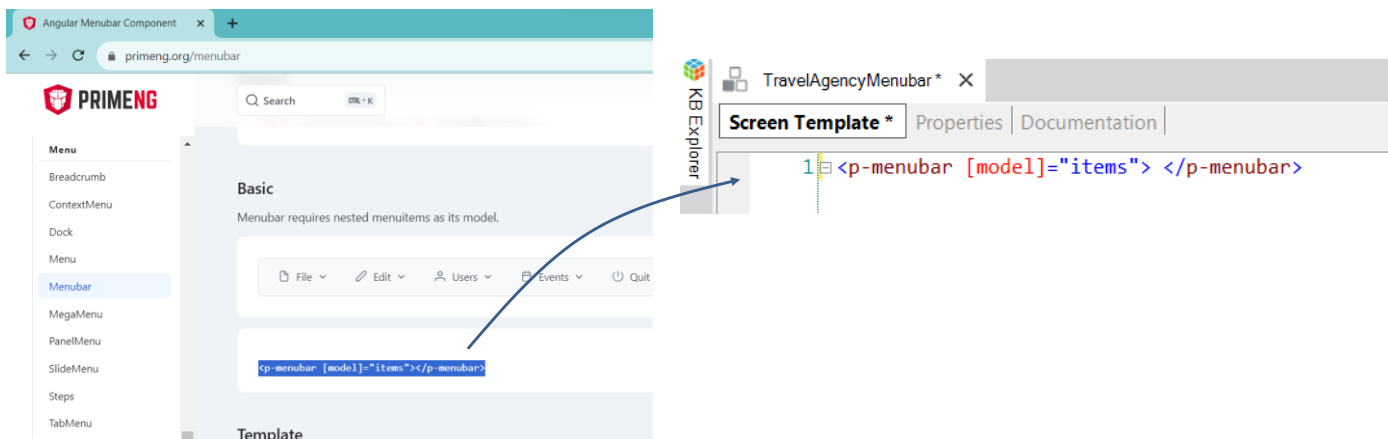 Angular Menubar Component
primeng.org/menubar
PRIMENG
Search CTRL + K
Menu
Breadcrumb
ContextMenu
Dock
Menu
Menubar
MegaMenu
PanelMenu
SlideMenu
Steps
TabMenu
Basic
Menubar requires nested menuitems as its model.
File Edit Users Events Quit
<p-menubar [model]="items"></p-menubar>
Template
KB Explorer
TravelAgencyMenubar *
Screen Template * Properties Documentation
1 <p-menubar [model]="items"> </p-menubar>